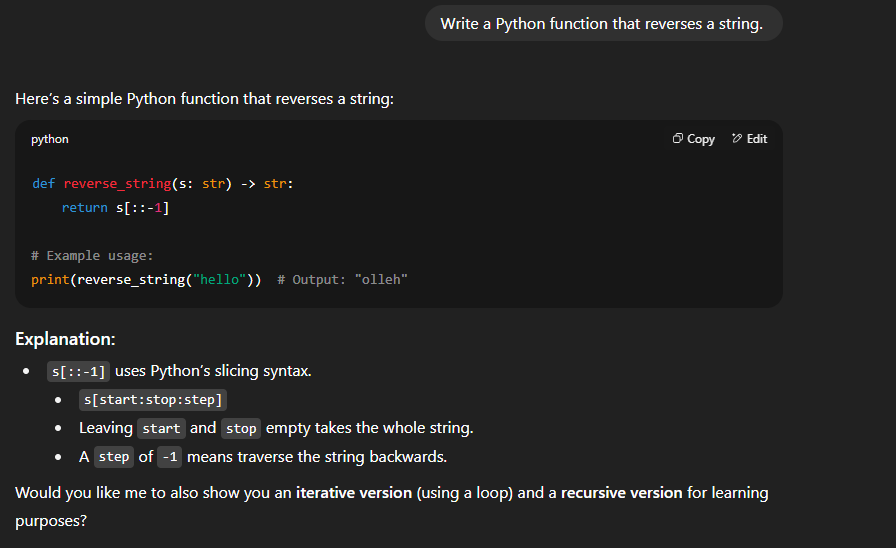 Write a Python function that reverses a string.
Here’s a simple Python function that reverses a string:
python
Copy Edit
def reverse_string(s: str) -> str:
    return s[::-1]
# Example usage:
print(reverse_string("hello"))  # Output: "olleh"
Explanation:
• s[::-1] uses Python’s slicing syntax.
• s[start:stop:step]
• Leaving start and stop empty takes the whole string.
• A step of -1 means traverse the string backwards.
Would you like me to also show you an iterative version (using a loop) and a recursive version for learning
purposes?